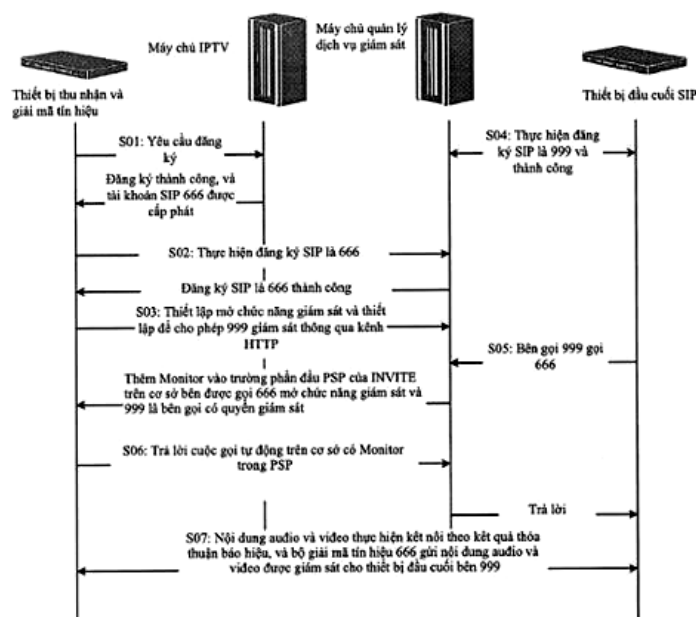 Máy chủ IPTV
Máy chủ quản lý
dịch vụ giám sát
Thiết bị thu nhận và
giải mã tín hiệu
Thiết bị đầu cuối SIP
S01: Yêu cầu đăng
ký
S04: Thực hiện đăng
ký SIP là 999 và
thành công
Đăng ký thành công, và
tài khoản SIP 666 được
cấp phát
S02: Thực hiện đăng ký SIP là 666
Đăng ký SIP là 666 thành công
S03: Thiết lập mở chức năng giám sát và thiết
lập để cho phép 999 giám sát thông qua kênh
HTTP
S05: Bên gọi 999 gọi
666
Thêm Monitor vào trường phần đầu PSP của INVITE
trên cơ sở bên được gọi 666 mở chức năng giám sát và
999 là bên gọi có quyền giám sát
S06: Trả lời cuộc gọi tự động trên cơ sở có Monitor
trong PSP
Trả lời
S07: Nội dung audio và video thực hiện kết nối theo kết quả thỏa
thuận báo hiệu, và bộ giải mã tín hiệu 666 gửi nội dung audio và
video được giám sát cho thiết bị đầu cuối bên 999